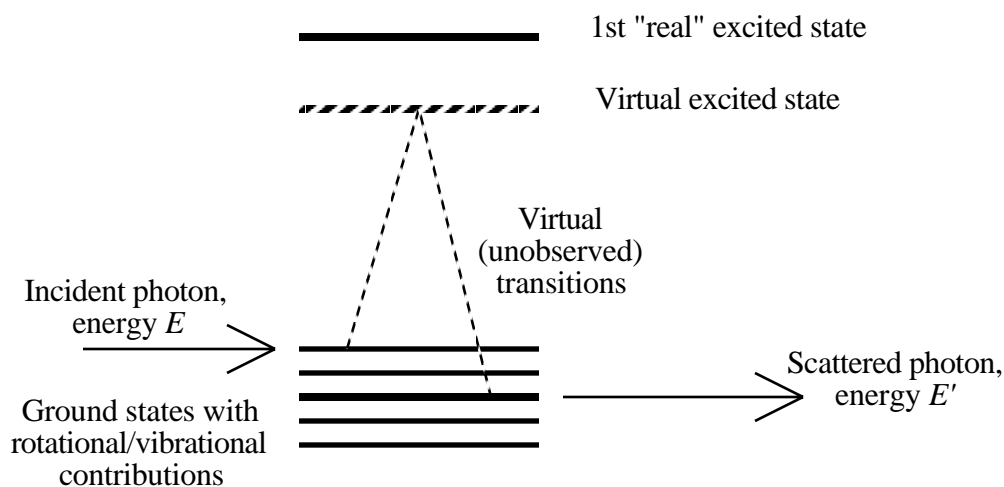 1st "real" excited state
Virtual excited state
Virtual
(unobserved)
transitions
Incident photon,
energy E
Scattered photon,
energy E'
Ground states with
rotational/vibrational
contributions